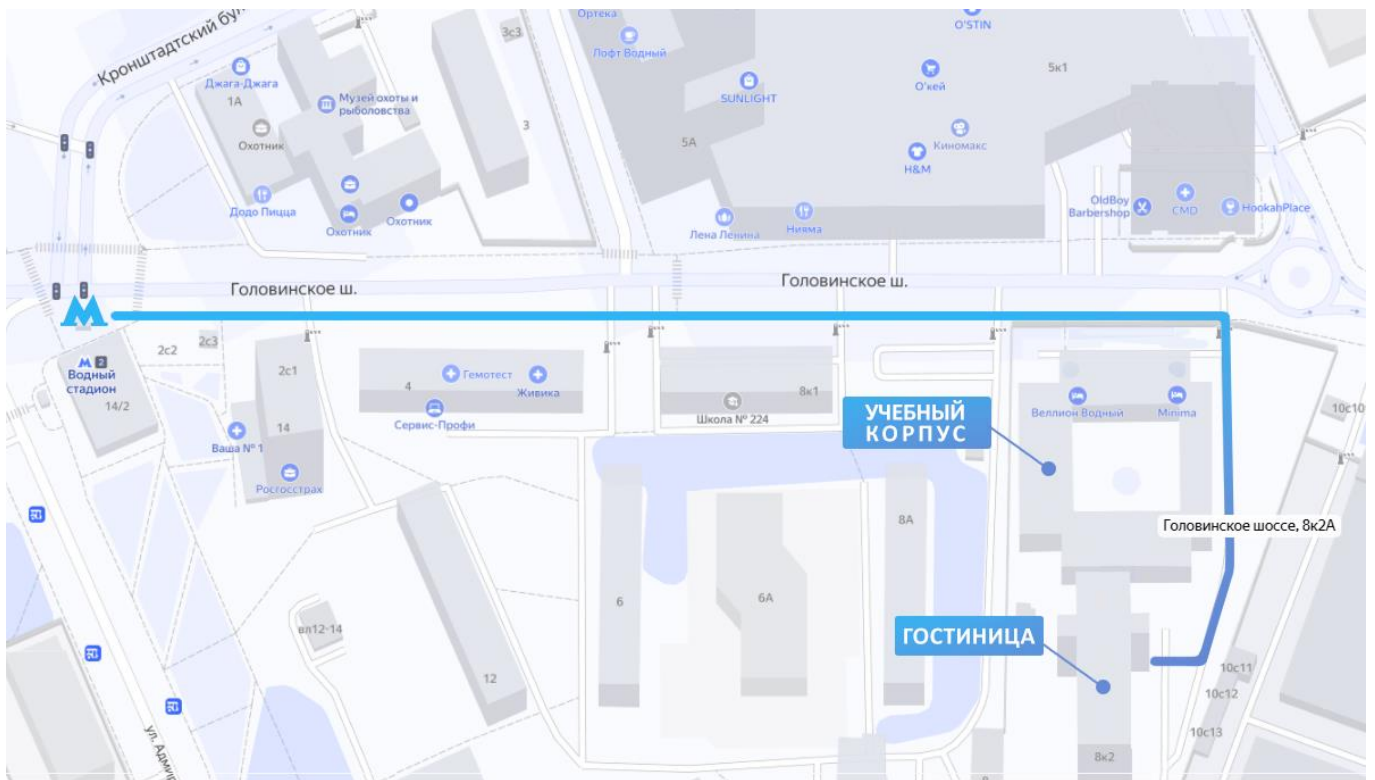 Кронштадтский бул
Ортека
O'STIN
3с3
Лофт Водный
Джага-Джага
1А
Музей охоты и
рыболовства
SUNLIGHT
О'кей
5к1
Охотник
3
5А
Киномакс
H&M
Додо Пицца
Охотник
Охотник
Лена Ленина
Нияма
OldBoy
Barbershop
CMD
HookahPlace
Головинское ш.
Головинское ш.
М
2с2
2с3
М 2
Водный
стадион
14/2
2с1
14
Ваша № 1
Росгосстрах
4
Гемотест
Живика
Сервис-Профи
8к1
Школа № 224
УЧЕБНЫЙ
КОРПУС
Веллион Водный
Minima
10с10
8А
Головинское шоссе, 8к2А
6
6А
вл12-14
12
ГОСТИНИЦА
10с11
10с12
10с13
8к2
ул. Адмир